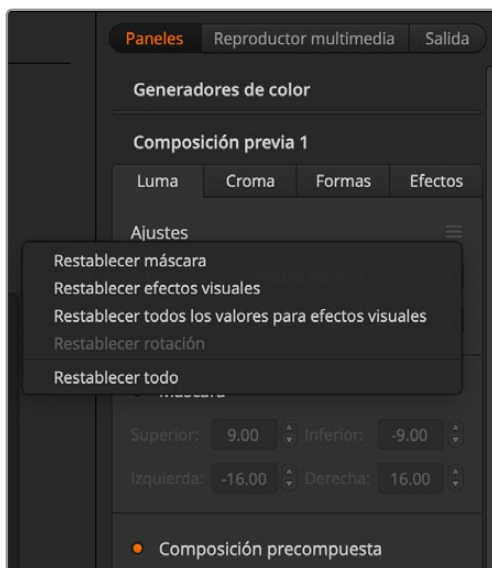 Paneles Reproductor multimedia Salida
Generadores de color
Composición previa 1
Luma Croma Formas Efectos
Ajustes
Restablecer máscara
Restablecer efectos visuales
Restablecer todos los valores para efectos visuales
Restablecer rotación
Restablecer todo
Máscara
Superior: 9.00 Inferior: -9.00
Izquierda: -16.00 Derecha: 16.00
Composición precompuesta